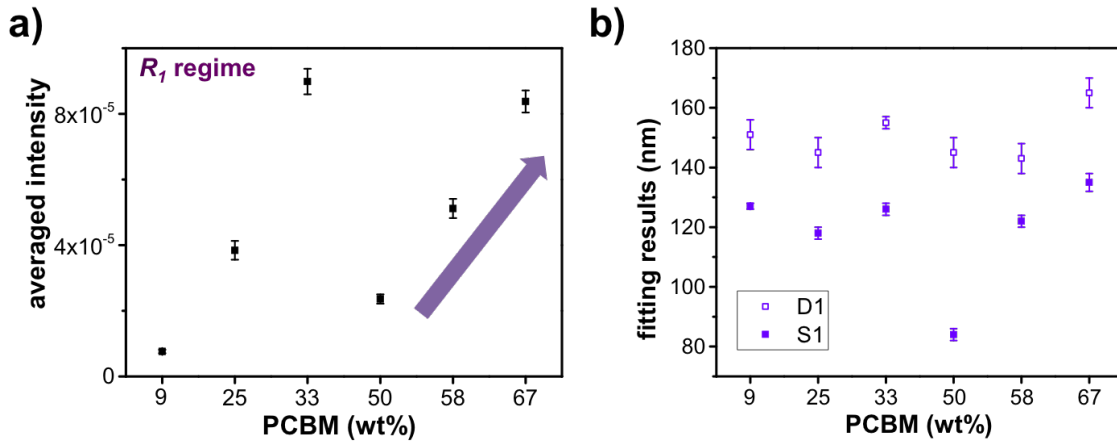 a)
R1 regime
averaged intensity
8x10-5
4x10-5
0
9 25 33 50 58 67
PCBM (wt%)
b)
fitting results (nm)
180
160
140
120
100
80
D1
S1
9 25 33 50 58 67
PCBM (wt%)